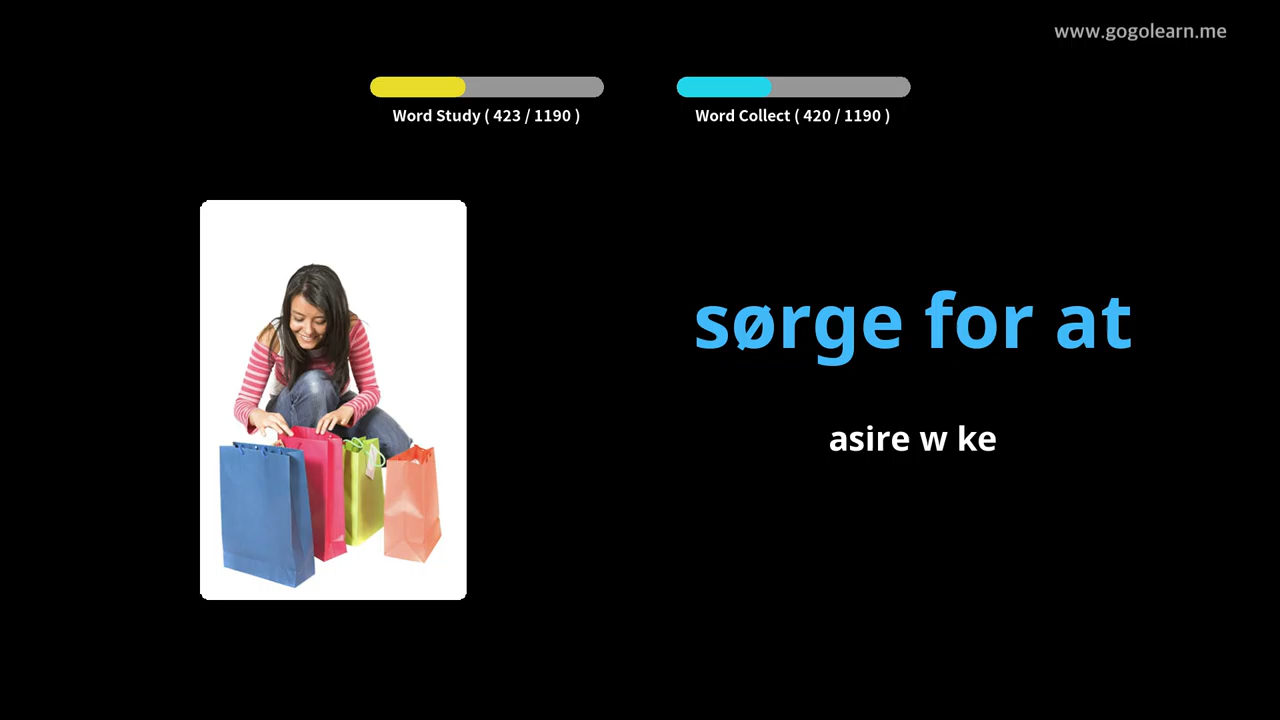 www.gogolearn.me
Word Study ( 423 / 1190 )
Word Collect ( 420 / 1190 )
sørge for at
asire w ke